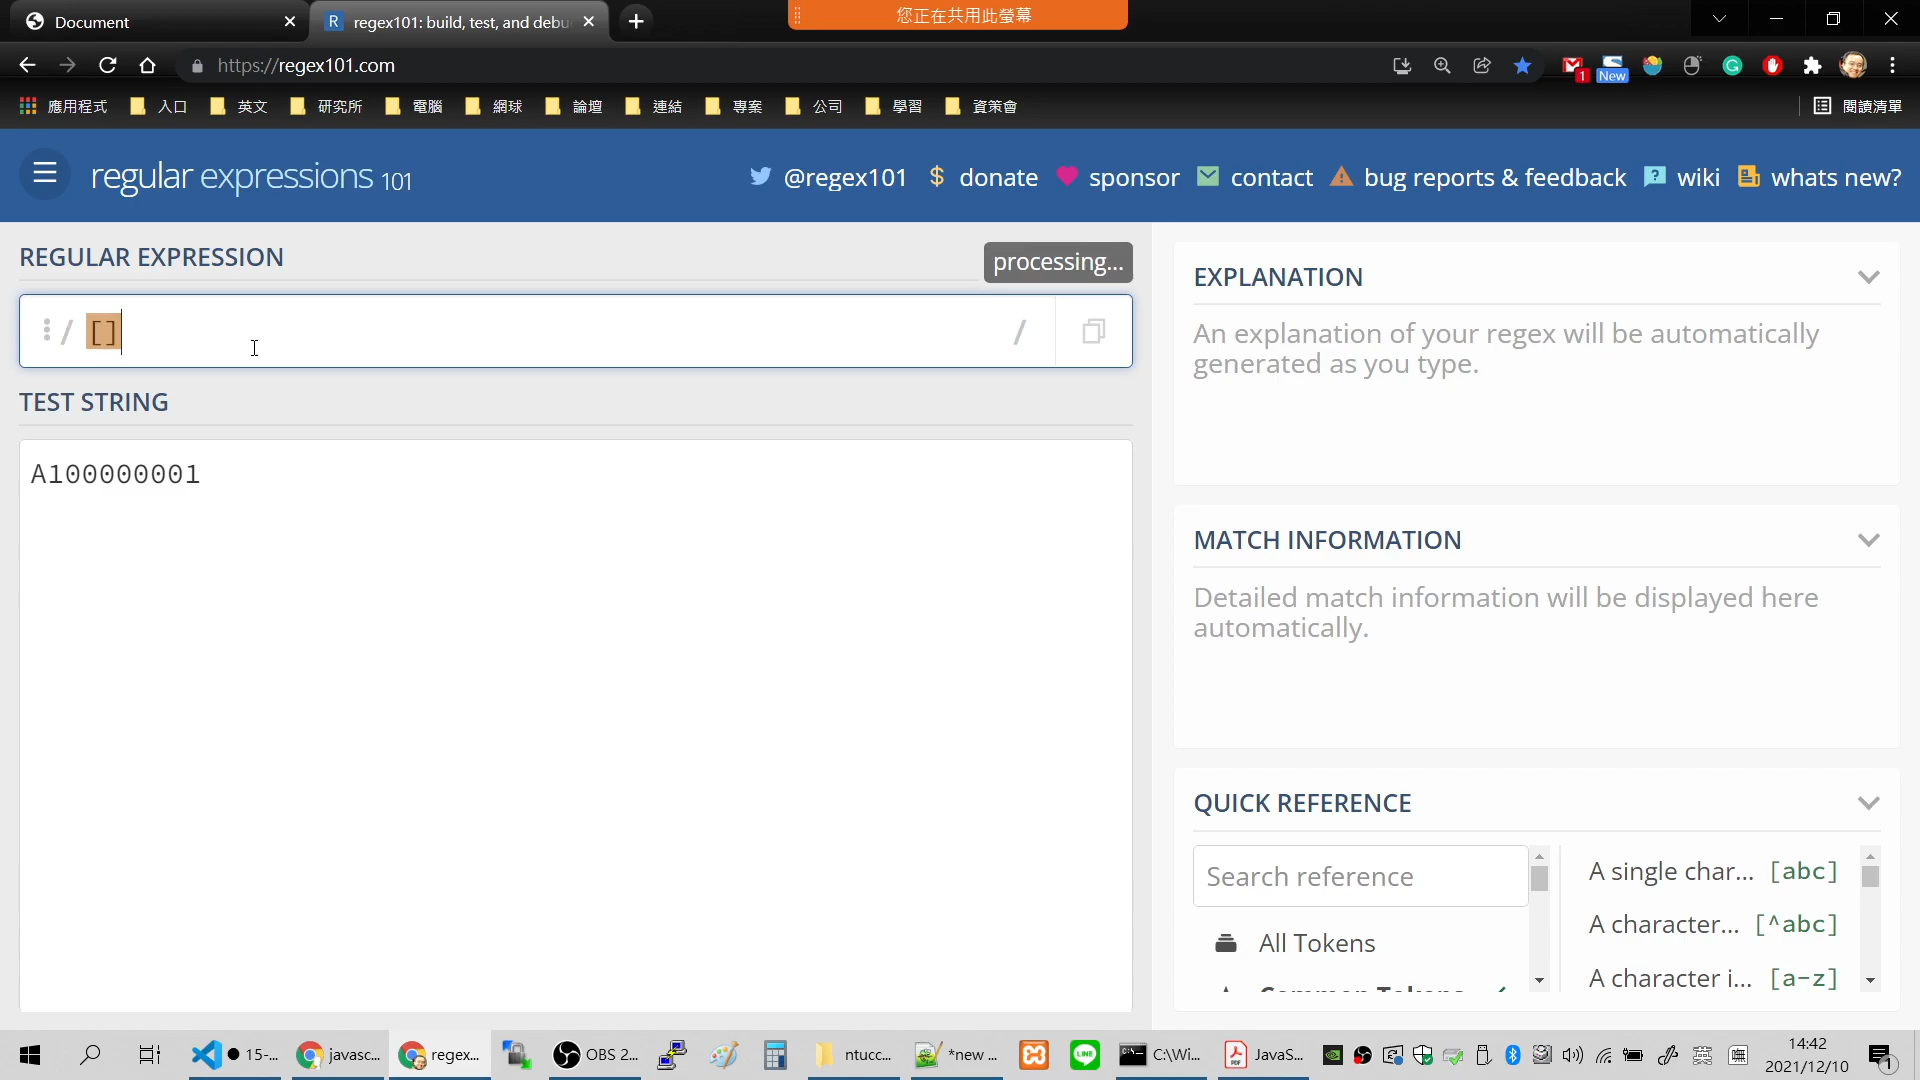 Document
regex101: build, test, and debu
您正在共用此螢幕
https://regex101.com
1
New
應用程式
入口
英文
研究所
電腦
網球
論壇
連結
專案
公司
學習
資策會
閱讀清單
regular expressions 101
@regex101
donate
sponsor
contact
bug reports & feedback
wiki
whats new?
REGULAR EXPRESSION
processing...
/ [] /
TEST STRING
A100000001
EXPLANATION
An explanation of your regex will be automatically
generated as you type.
MATCH INFORMATION
Detailed match information will be displayed here
automatically.
QUICK REFERENCE
Search reference
All Tokens
Common Tokens
A single char... [abc]
A character... [^abc]
A character i... [a-z]
● 15-...
javasc...
regex...
OBS 2...
ntucc...
*new ...
C:\Wi...
JavaS...
英
14:42
2021/12/10
1